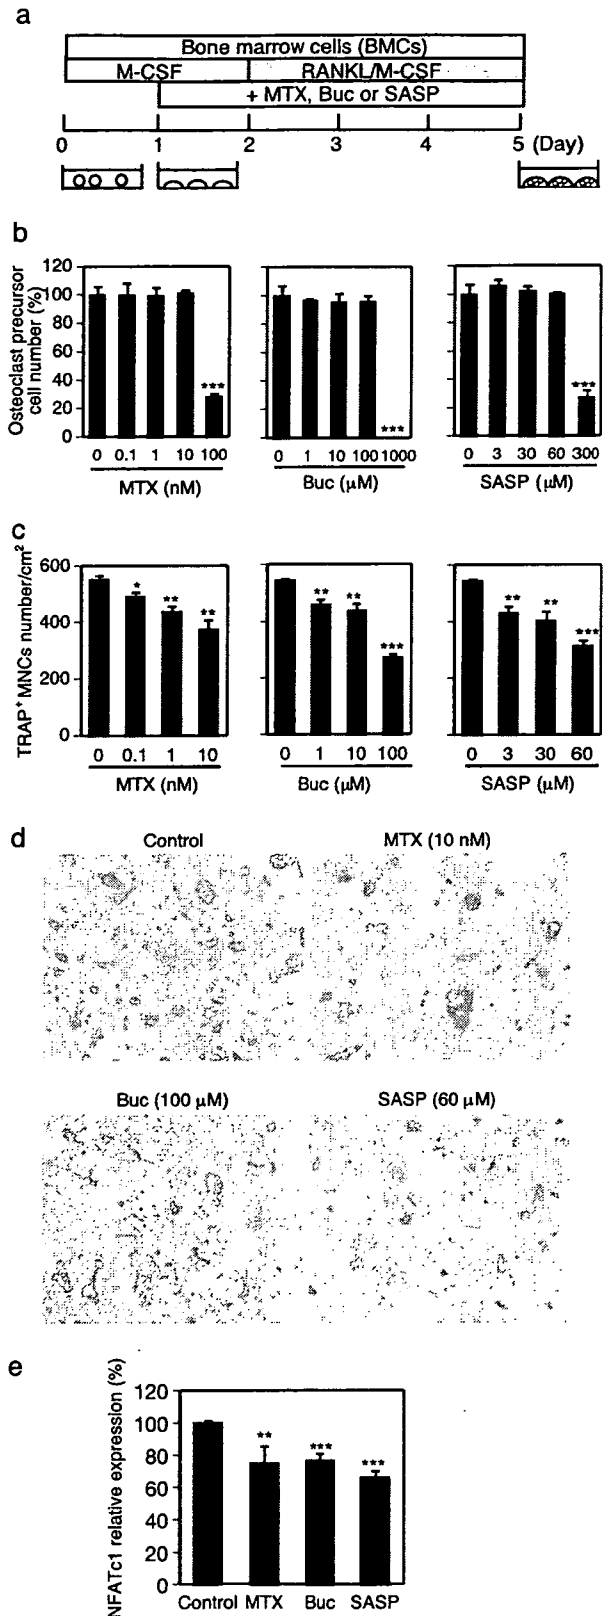 a
Bone marrow cells (BMCs)
M-CSF RANKL/M-CSF
+ MTX, Buc or SASP
0 1 2 3 4 5 (Day)
b
Osteoclast precursor
cell number (%)
120
100
80
60
40
20
0
*** *** ***
0 0.1 1 10 100 0 1 10 100 1000 0 3 30 60 300
MTX (nM) Buc (μM) SASP (μM)
c
TRAP+ MNCs number/cm2
600
400
200
0
* ** ** ** ** *** ** ** ***
0 0.1 1 10 0 1 10 100 0 3 30 60
MTX (nM) Buc (μM) SASP (μM)
d
Control MTX (10 nM)
Buc (100 μM) SASP (60 μM)
e
NFATc1 relative expression (%)
120
100
80
60
40
20
0
** *** ***
Control MTX Buc SASP